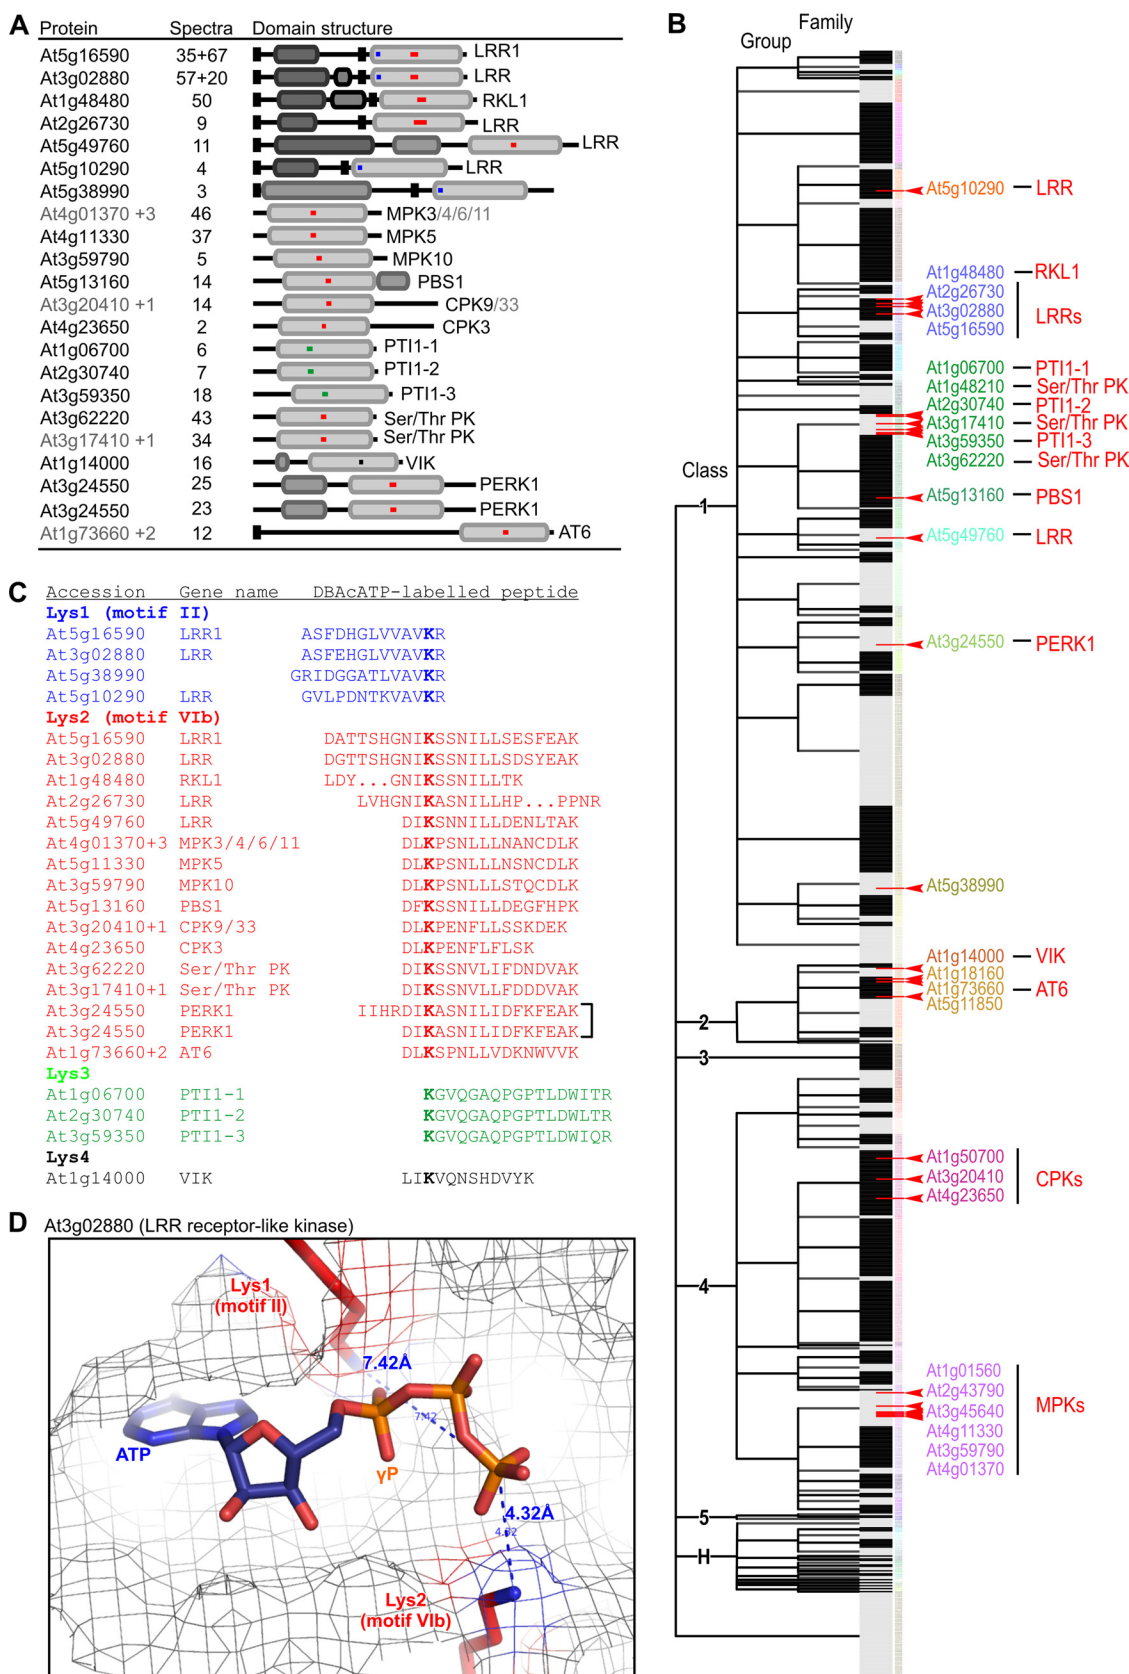 A
Protein Spectra Domain structure
At5g16590 35+67 LRR1
At3g02880 57+20 LRR
At1g48480 50 RKL1
At2g26730 9 LRR
At5g49760 11 LRR
At5g10290 4 LRR
At5g38990 3
At4g01370 +3 46 MPK3/4/6/11
At4g11330 37 MPK5
At3g59790 5 MPK10
At5g13160 14 PBS1
At3g20410 +1 14 CPK9/33
At4g23650 2 CPK3
At1g06700 6 PTI1-1
At2g30740 7 PTI1-2
At3g59350 18 PTI1-3
At3g62220 43 Ser/Thr PK
At3g17410 +1 34 Ser/Thr PK
At1g14000 16 VIK
At3g24550 25 PERK1
At3g24550 23 PERK1
At1g73660 +2 12 AT6
B
Family
Group
Class
1
2
3
4
5
H
At5g10290 LRR
At1g48480 RKL1
At2g26730
At3g02880 LRRs
At5g16590
At1g06700 PTI1-1
At1g48210 Ser/Thr PK
At2g30740 PTI1-2
At3g17410 Ser/Thr PK
At3g59350 PTI1-3
At3g62220 Ser/Thr PK
At5g13160 PBS1
At5g49760 LRR
At3g24550 PERK1
At5g38990
At1g14000 VIK
At1g18160
At1g73660 AT6
At5g11850
At1g50700
At3g20410 CPKs
At4g23650
At1g01560
At2g43790
At3g45640 MPKs
At4g11330
At3g59790
At4g01370
C
Accession Gene name DBAcATP-labelled peptide
Lys1 (motif II)
At5g16590 LRR1 ASFDHGLVVAVKR
At3g02880 LRR ASFEHGLVVAVKR
At5g38990 GRIDGGATLVAVKR
At5g10290 LRR GVLPDNTKVAVKR
Lys2 (motif VIb)
At5g16590 LRR1 DATTSHGNIKSSNILLSESFEAK
At3g02880 LRR DGTTSHGNIKSSNILLSDSYEAK
At1g48480 RKL1 LDY...GNIKSSNILLTK
At2g26730 LRR LVHGNIKASNILLHP...PPNR
At5g49760 LRR DIKSNNILLDENLTAK
At4g01370+3 MPK3/4/6/11 DLKPSNLLLNANCDLK
At5g11330 MPK5 DLKPSNLLLNSNCDLK
At3g59790 MPK10 DLKPSNLLLSTQCDLK
At5g13160 PBS1 DFKSSNILLDEGFHPK
At3g20410+1 CPK9/33 DLKPENFLLSSKDEK
At4g23650 CPK3 DLKPENFLFLSK
At3g62220 Ser/Thr PK DIKSSNVLIFDNDVAK
At3g17410+1 Ser/Thr PK DIKSSNVLLFDDDVAK
At3g24550 PERK1 IIHRDIKASNILIDFKFEAK
At3g24550 PERK1 DIKASNILIDFKFEAK
At1g73660+2 AT6 DLKSPNLLVDKNWVVK
Lys3
At1g06700 PTI1-1 KGVQGAQPGPTLDWITR
At2g30740 PTI1-2 KGVQGAQPGPTLDWLTR
At3g59350 PTI1-3 KGVQGAQPGPTLDWIQR
Lys4
At1g14000 VIK LIKVQNSHDVYK
D
At3g02880 (LRR receptor-like kinase)
Lys1
(motif II)
7.42Å
7.42
ATP
γP
4.32Å
4.32
Lys2
(motif VIb)